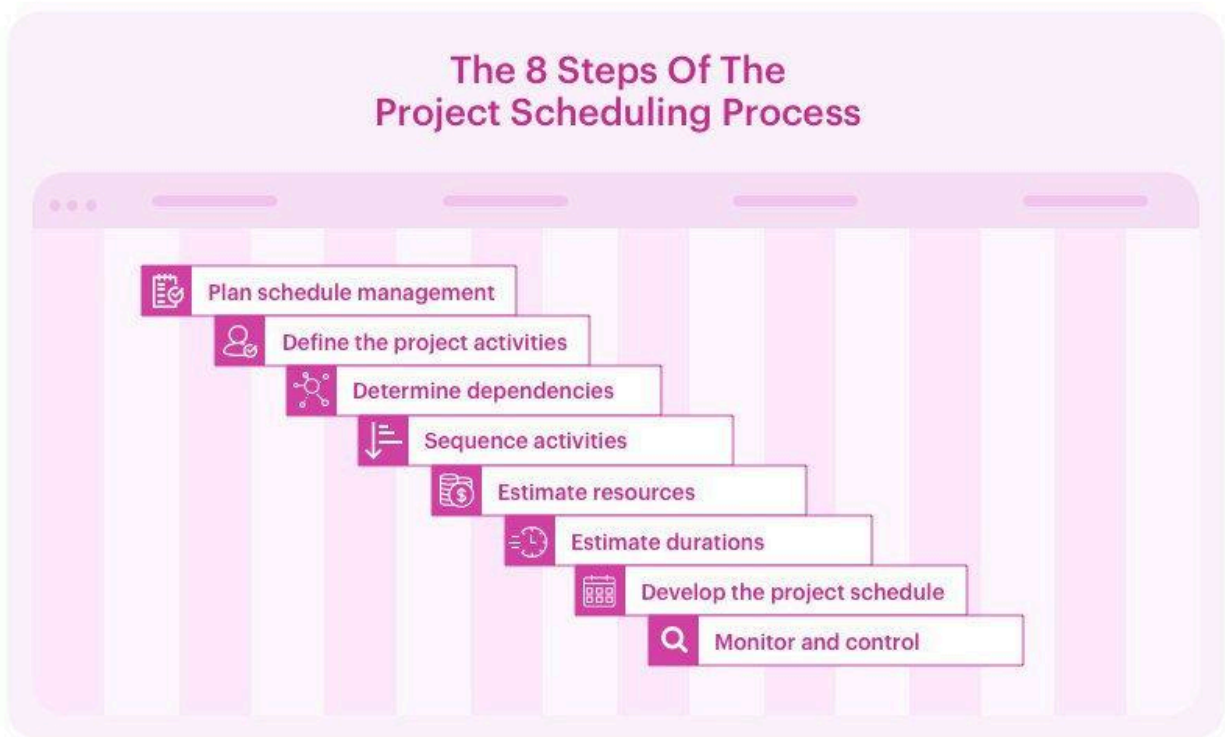 The 8 Steps Of The
Project Scheduling Process
Plan schedule management
Define the project activities
Determine dependencies
Sequence activities
Estimate resources
Estimate durations
Develop the project schedule
Monitor and control